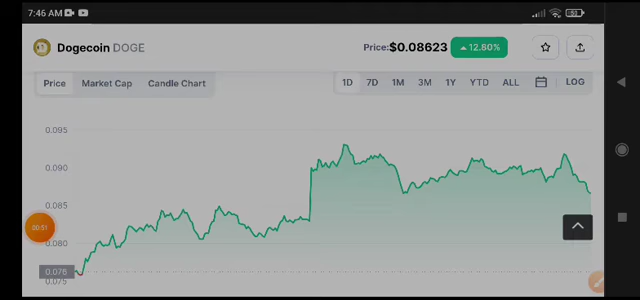 7:46 AM
Dogecoin DOGE
Price: $0.08623 12.80%
Price Market Cap Candle Chart
1D 7D 1M 3M 1Y YTD ALL LOG
0.095
0.090
0.085
00:51
0.080
0.076
0.075